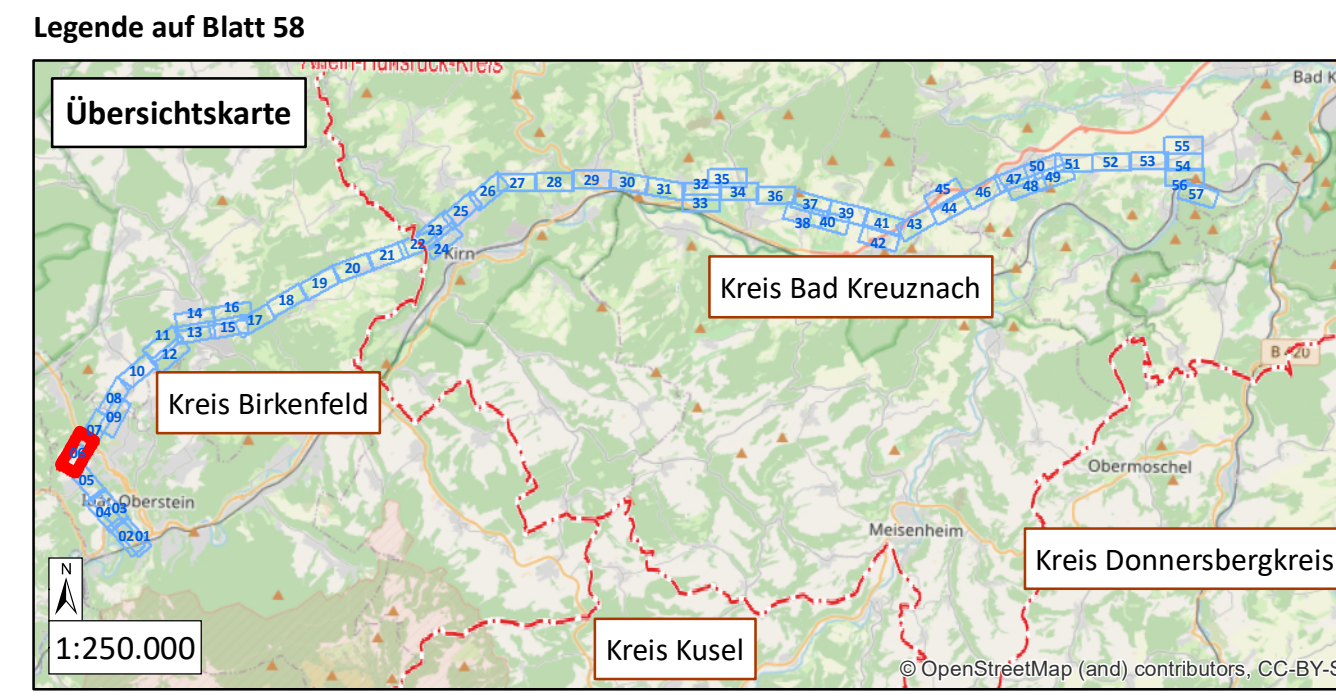 Legende auf Blatt 58
Rhein-Hunsrück-Kreis
Übersichtskarte
Bad K
55
50 51 52 53 54
27 28 29 30 31 32 35
45 47 48 49
56
57
26 33 34 36 37
46
25
38 40 39 41 43 44
23
22 24 42
Kirn
21
20
19
Kreis Bad Kreuznach
18
14 16
11 13 15 17
12
B 420
10
08
Kreis Birkenfeld
09
07
06
Obermoschel
05
Idar-Oberstein
04 03
02 01
Meisenheim
Kreis Donnersbergkreis
N
1:250.000
Kreis Kusel
© OpenStreetMap (and) contributors, CC-BY-S